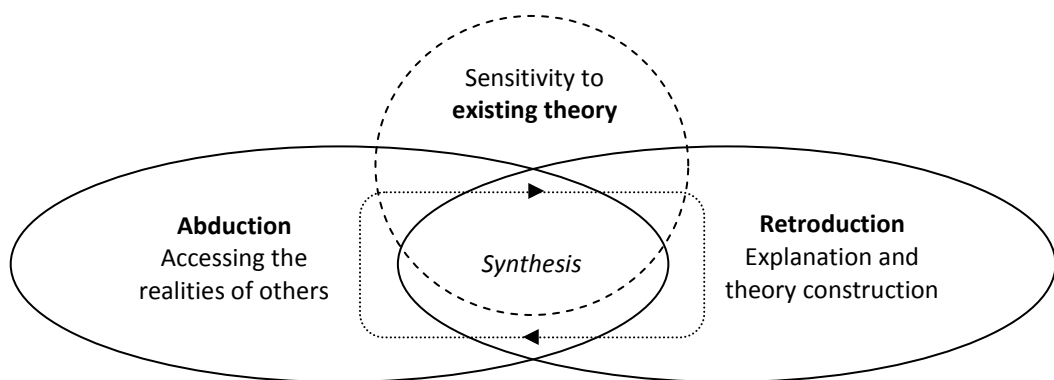 Sensitivity to
existing theory
Abduction
Accessing the
realities of others
Synthesis
Retroduction
Explanation and
theory construction